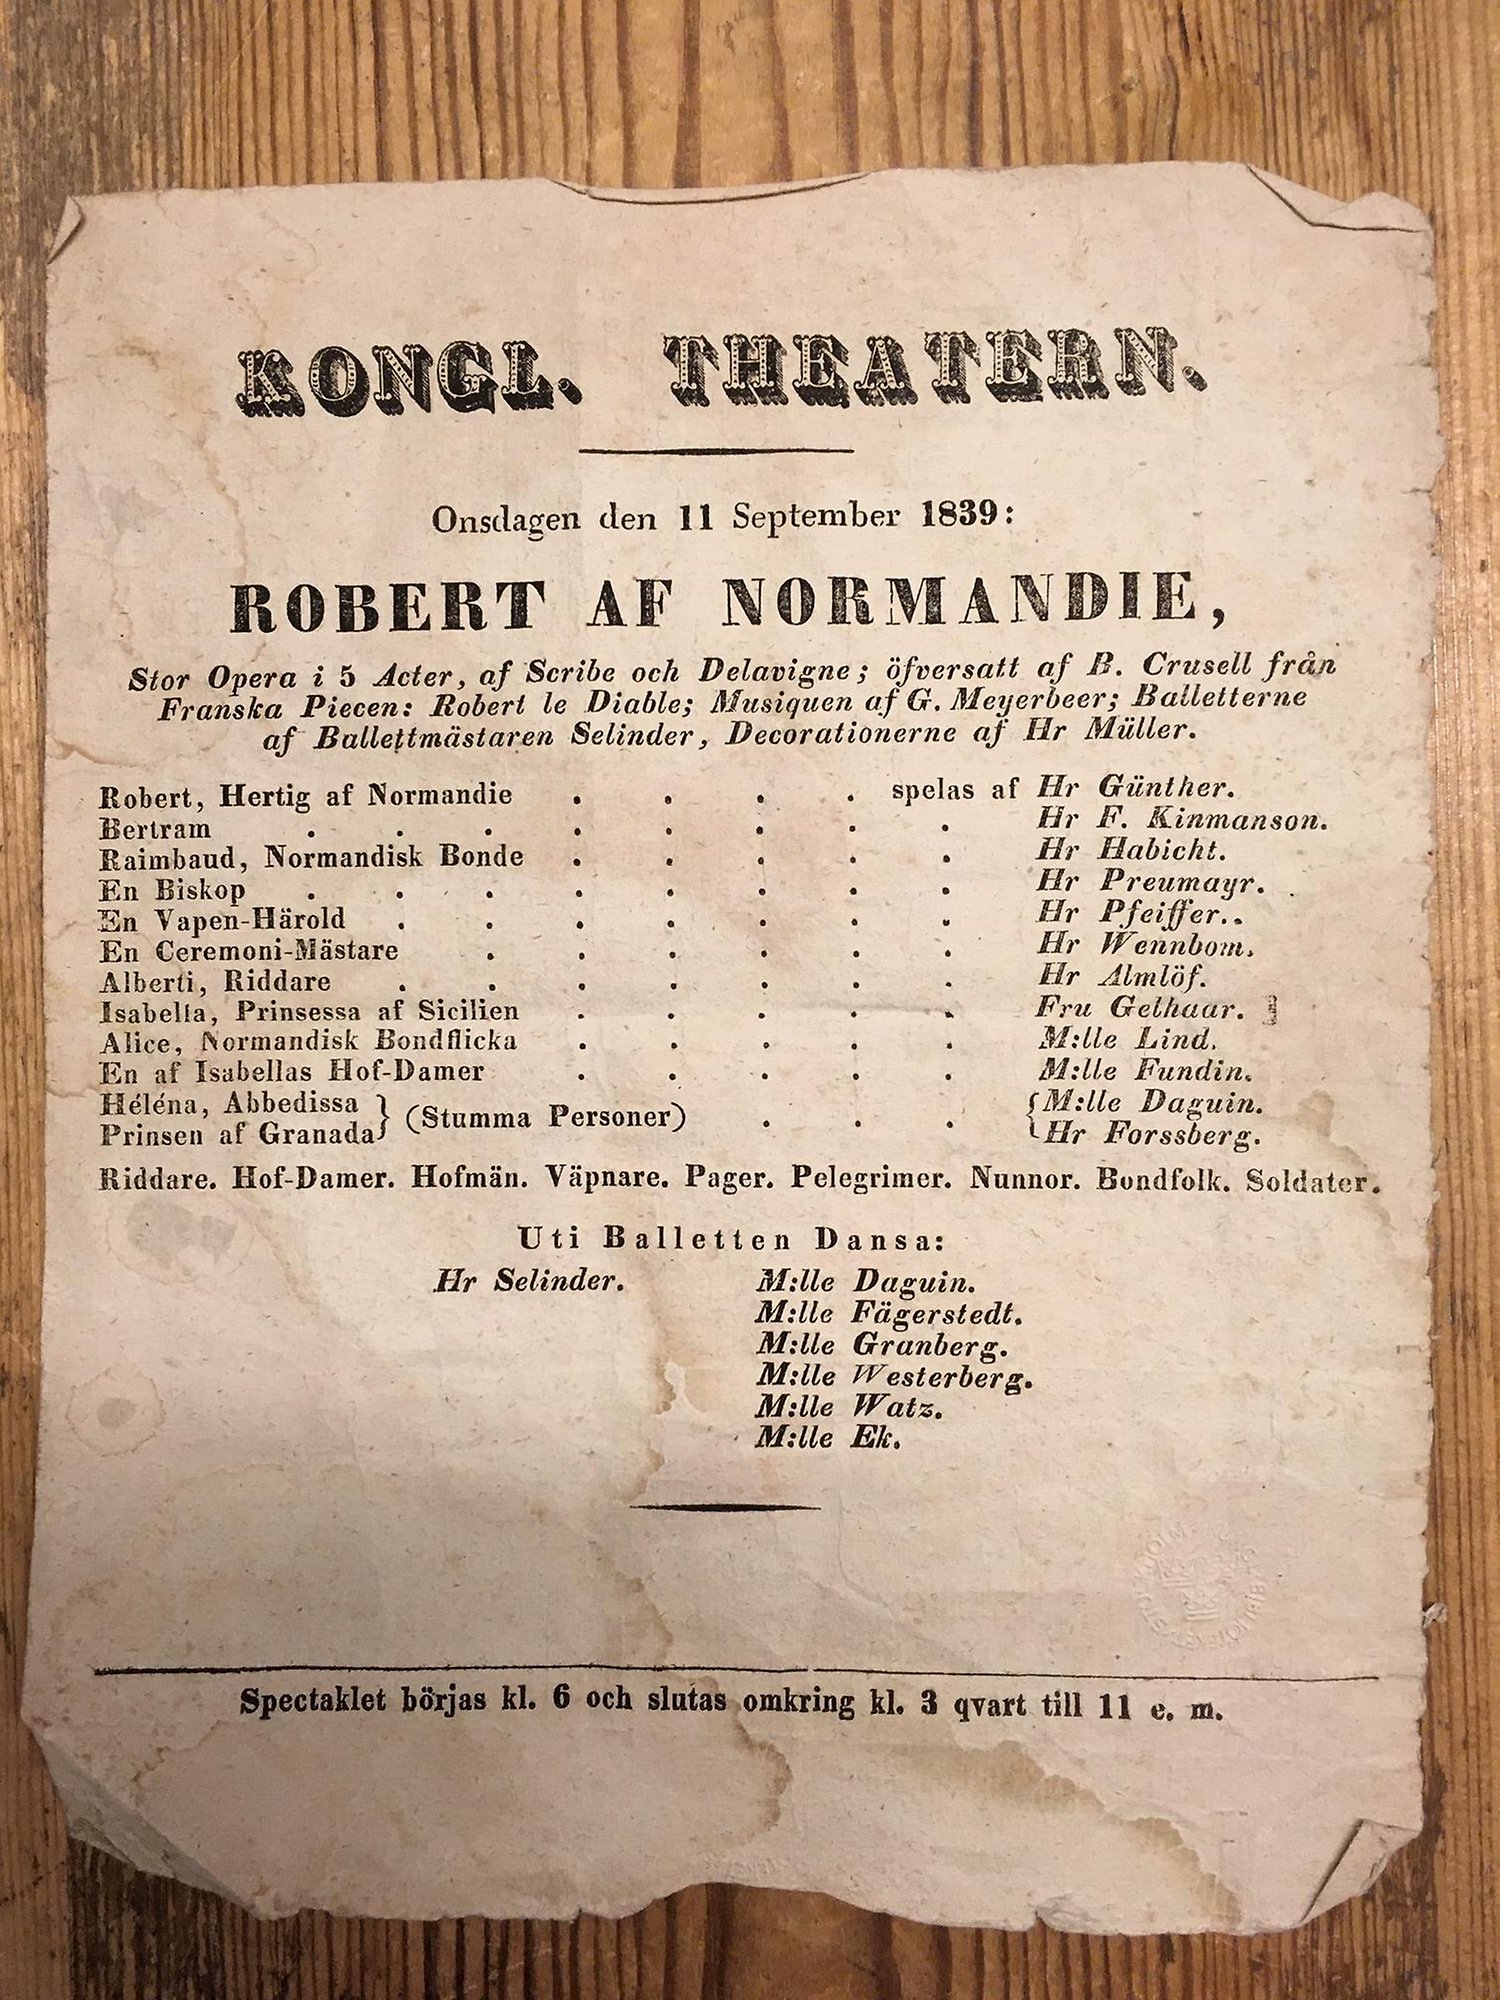 KONGL. THEATERN.
Onsdagen den 11 September 1839:
ROBERT AF NORMANDIE,
Stor Opera i 5 Acter, af Scribe och Delavigne; öfversatt af B. Crusell från
Franska Piecen: Robert le Diable; Musiquen af G. Meyerbeer; Balletterne
af Ballettmästaren Selinder, Decorationerne af Hr Müller.
Robert, Hertig af Normandie . . . . spelas af Hr Günther.
Bertram . . . . . . . . Hr F. Kinmanson.
Raimbaud, Normandisk Bonde . . . . . Hr Habicht.
En Biskop . . . . . . . . Hr Preumayr.
En Vapen-Härold . . . . . . . Hr Pfeiffer..
En Ceremoni-Mästare . . . . . . Hr Wennbom.
Alberti, Riddare . . . . . . . Hr Almlöf.
Isabella, Prinsessa af Sicilien . . . . . Fru Gelhaar.
Alice, Normandisk Bondflicka . . . . . M:lle Lind.
En af Isabellas Hof-Damer . . . . . M:lle Fundin.
Héléna, Abbedissa } (Stumma Personer) . . . { M:lle Daguin.
Prinsen af Granada } { Hr Forssberg.
Riddare. Hof-Damer. Hofmän. Väpnare. Pager. Pelegrimer. Nunnor. Bondfolk. Soldater.
Uti Balletten Dansa:
Hr Selinder. M:lle Daguin.
M:lle Fägerstedt.
M:lle Granberg.
M:lle Westerberg.
M:lle Watz.
M:lle Ek.
Spectaklet börjas kl. 6 och slutas omkring kl. 3 qvart till 11 e. m.